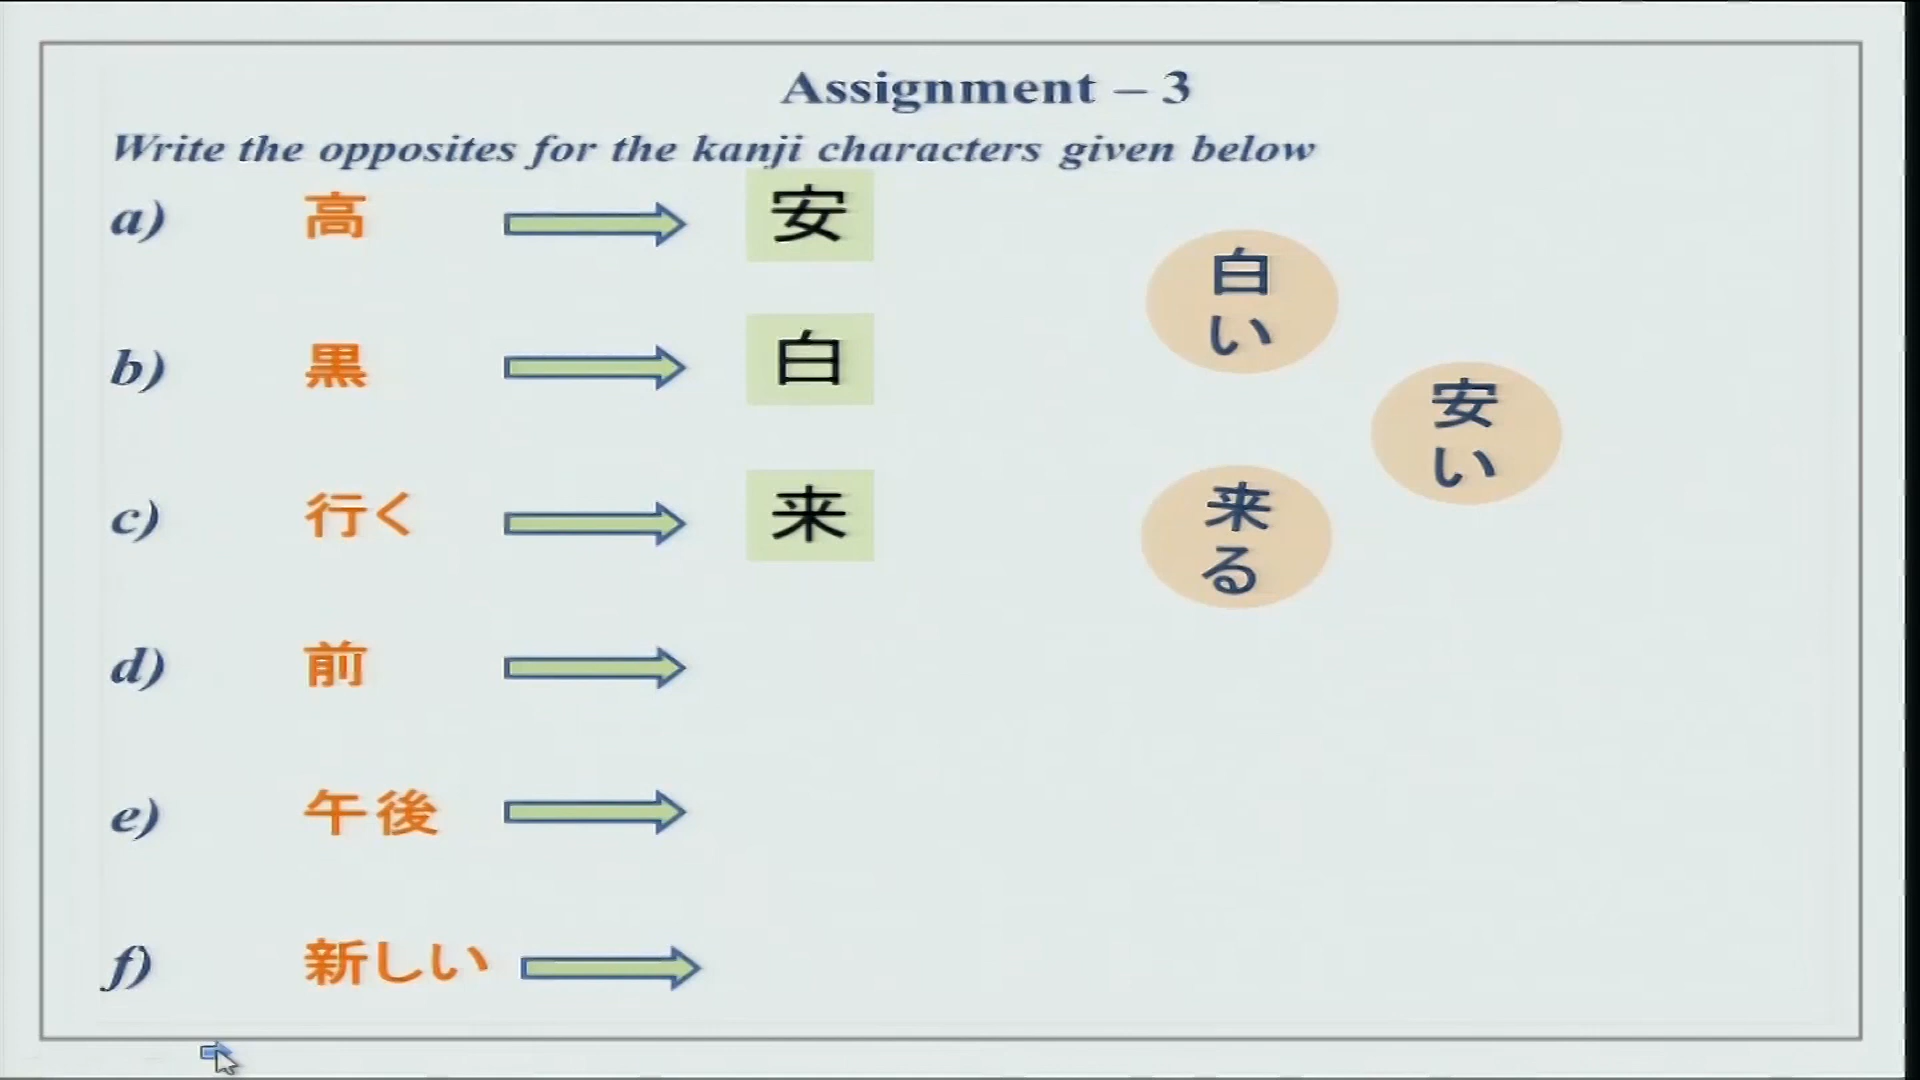 Assignment – 3
Write the opposites for the kanji characters given below
a) 高 安
b) 黒 白
c) 行く 来
d) 前
e) 午後
f) 新しい
白い
安い
来る